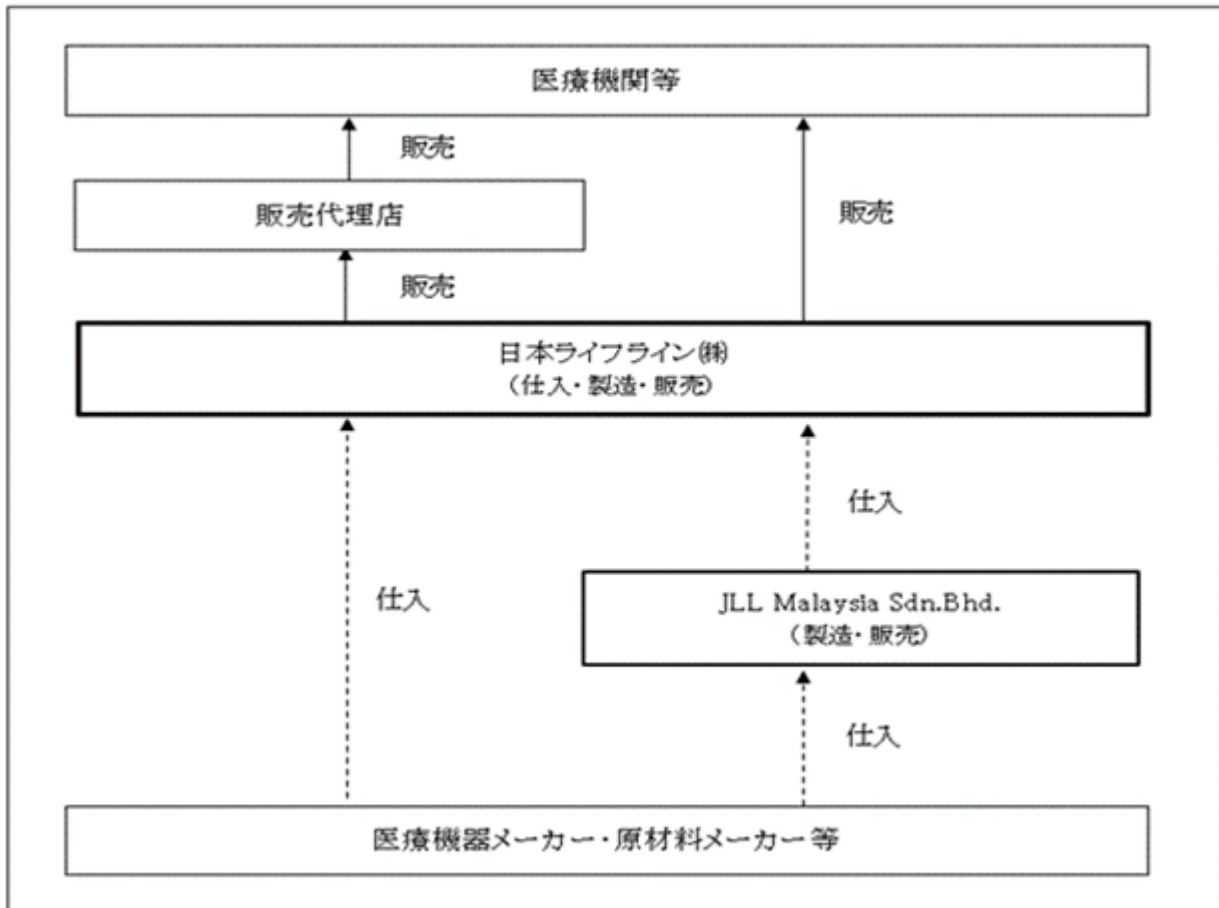 医療機関等
販売
販売代理店
販売
販売
日本ライフライン㈱
（仕入・製造・販売）
仕入
仕入
JLL Malaysia Sdn.Bhd.
（製造・販売）
仕入
医療機器メーカー・原材料メーカー等